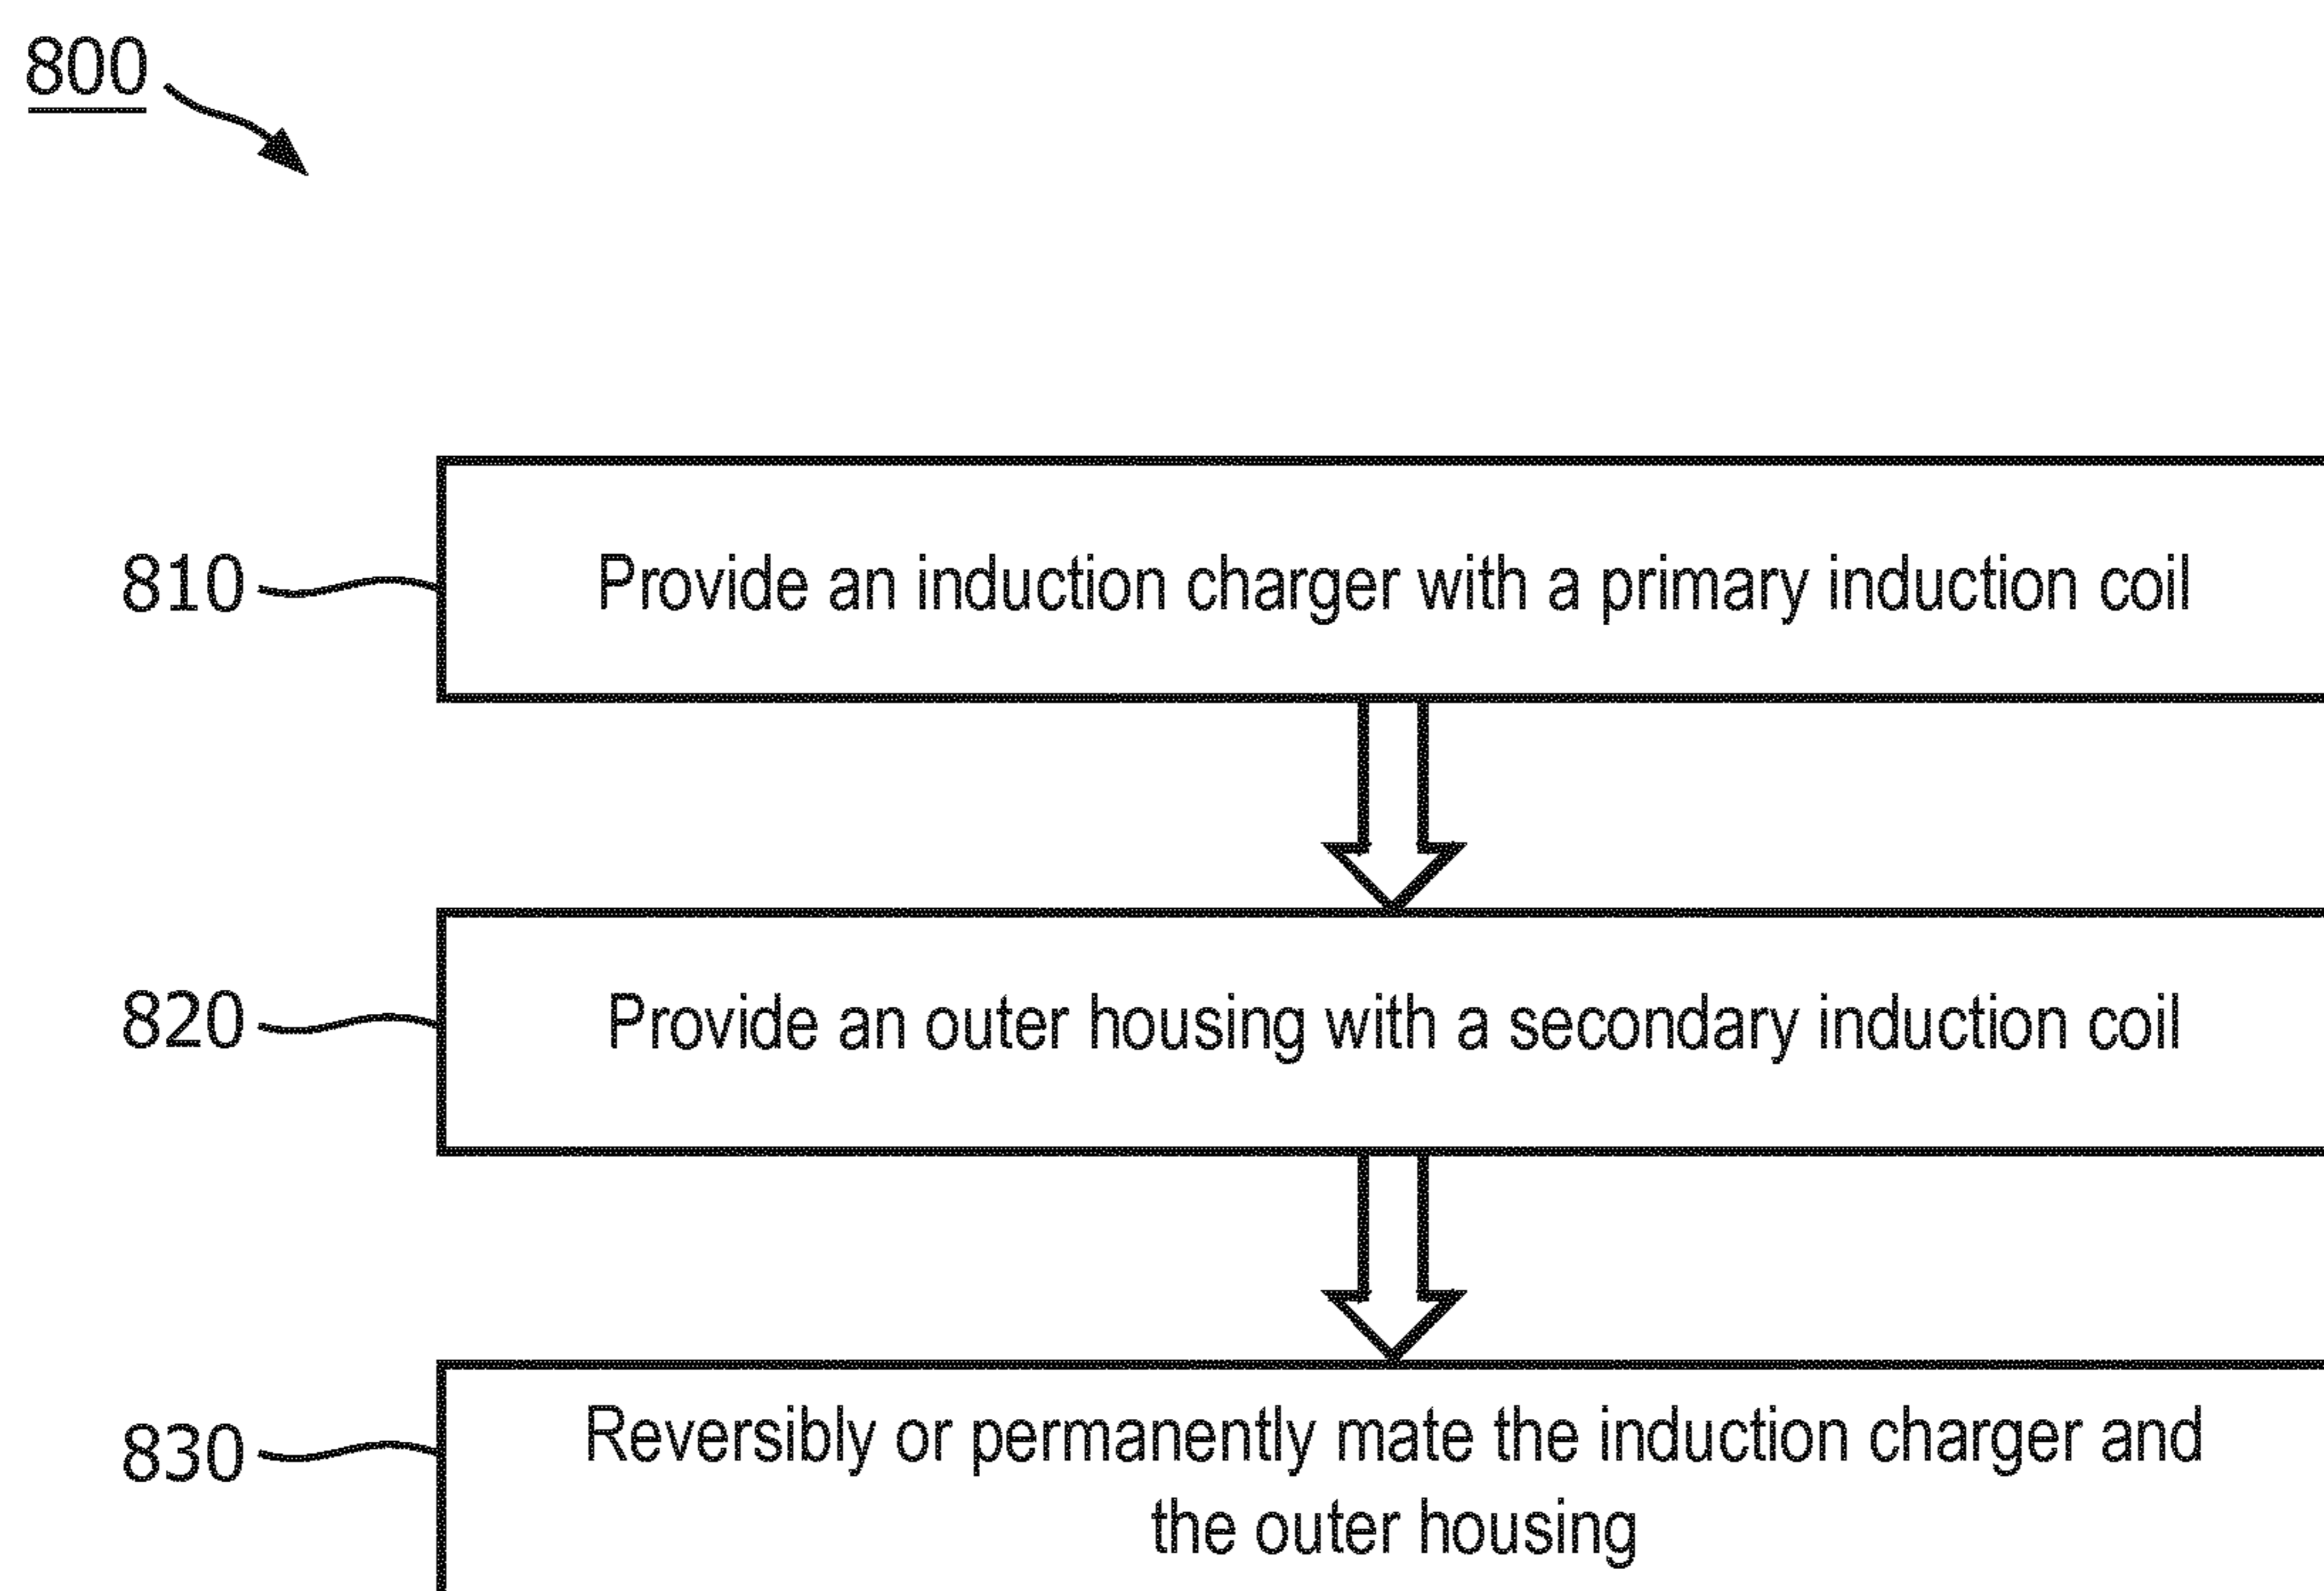 800
810
Provide an induction charger with a primary induction coil
820
Provide an outer housing with a secondary induction coil
830
Reversibly or permanently mate the induction charger and
the outer housing